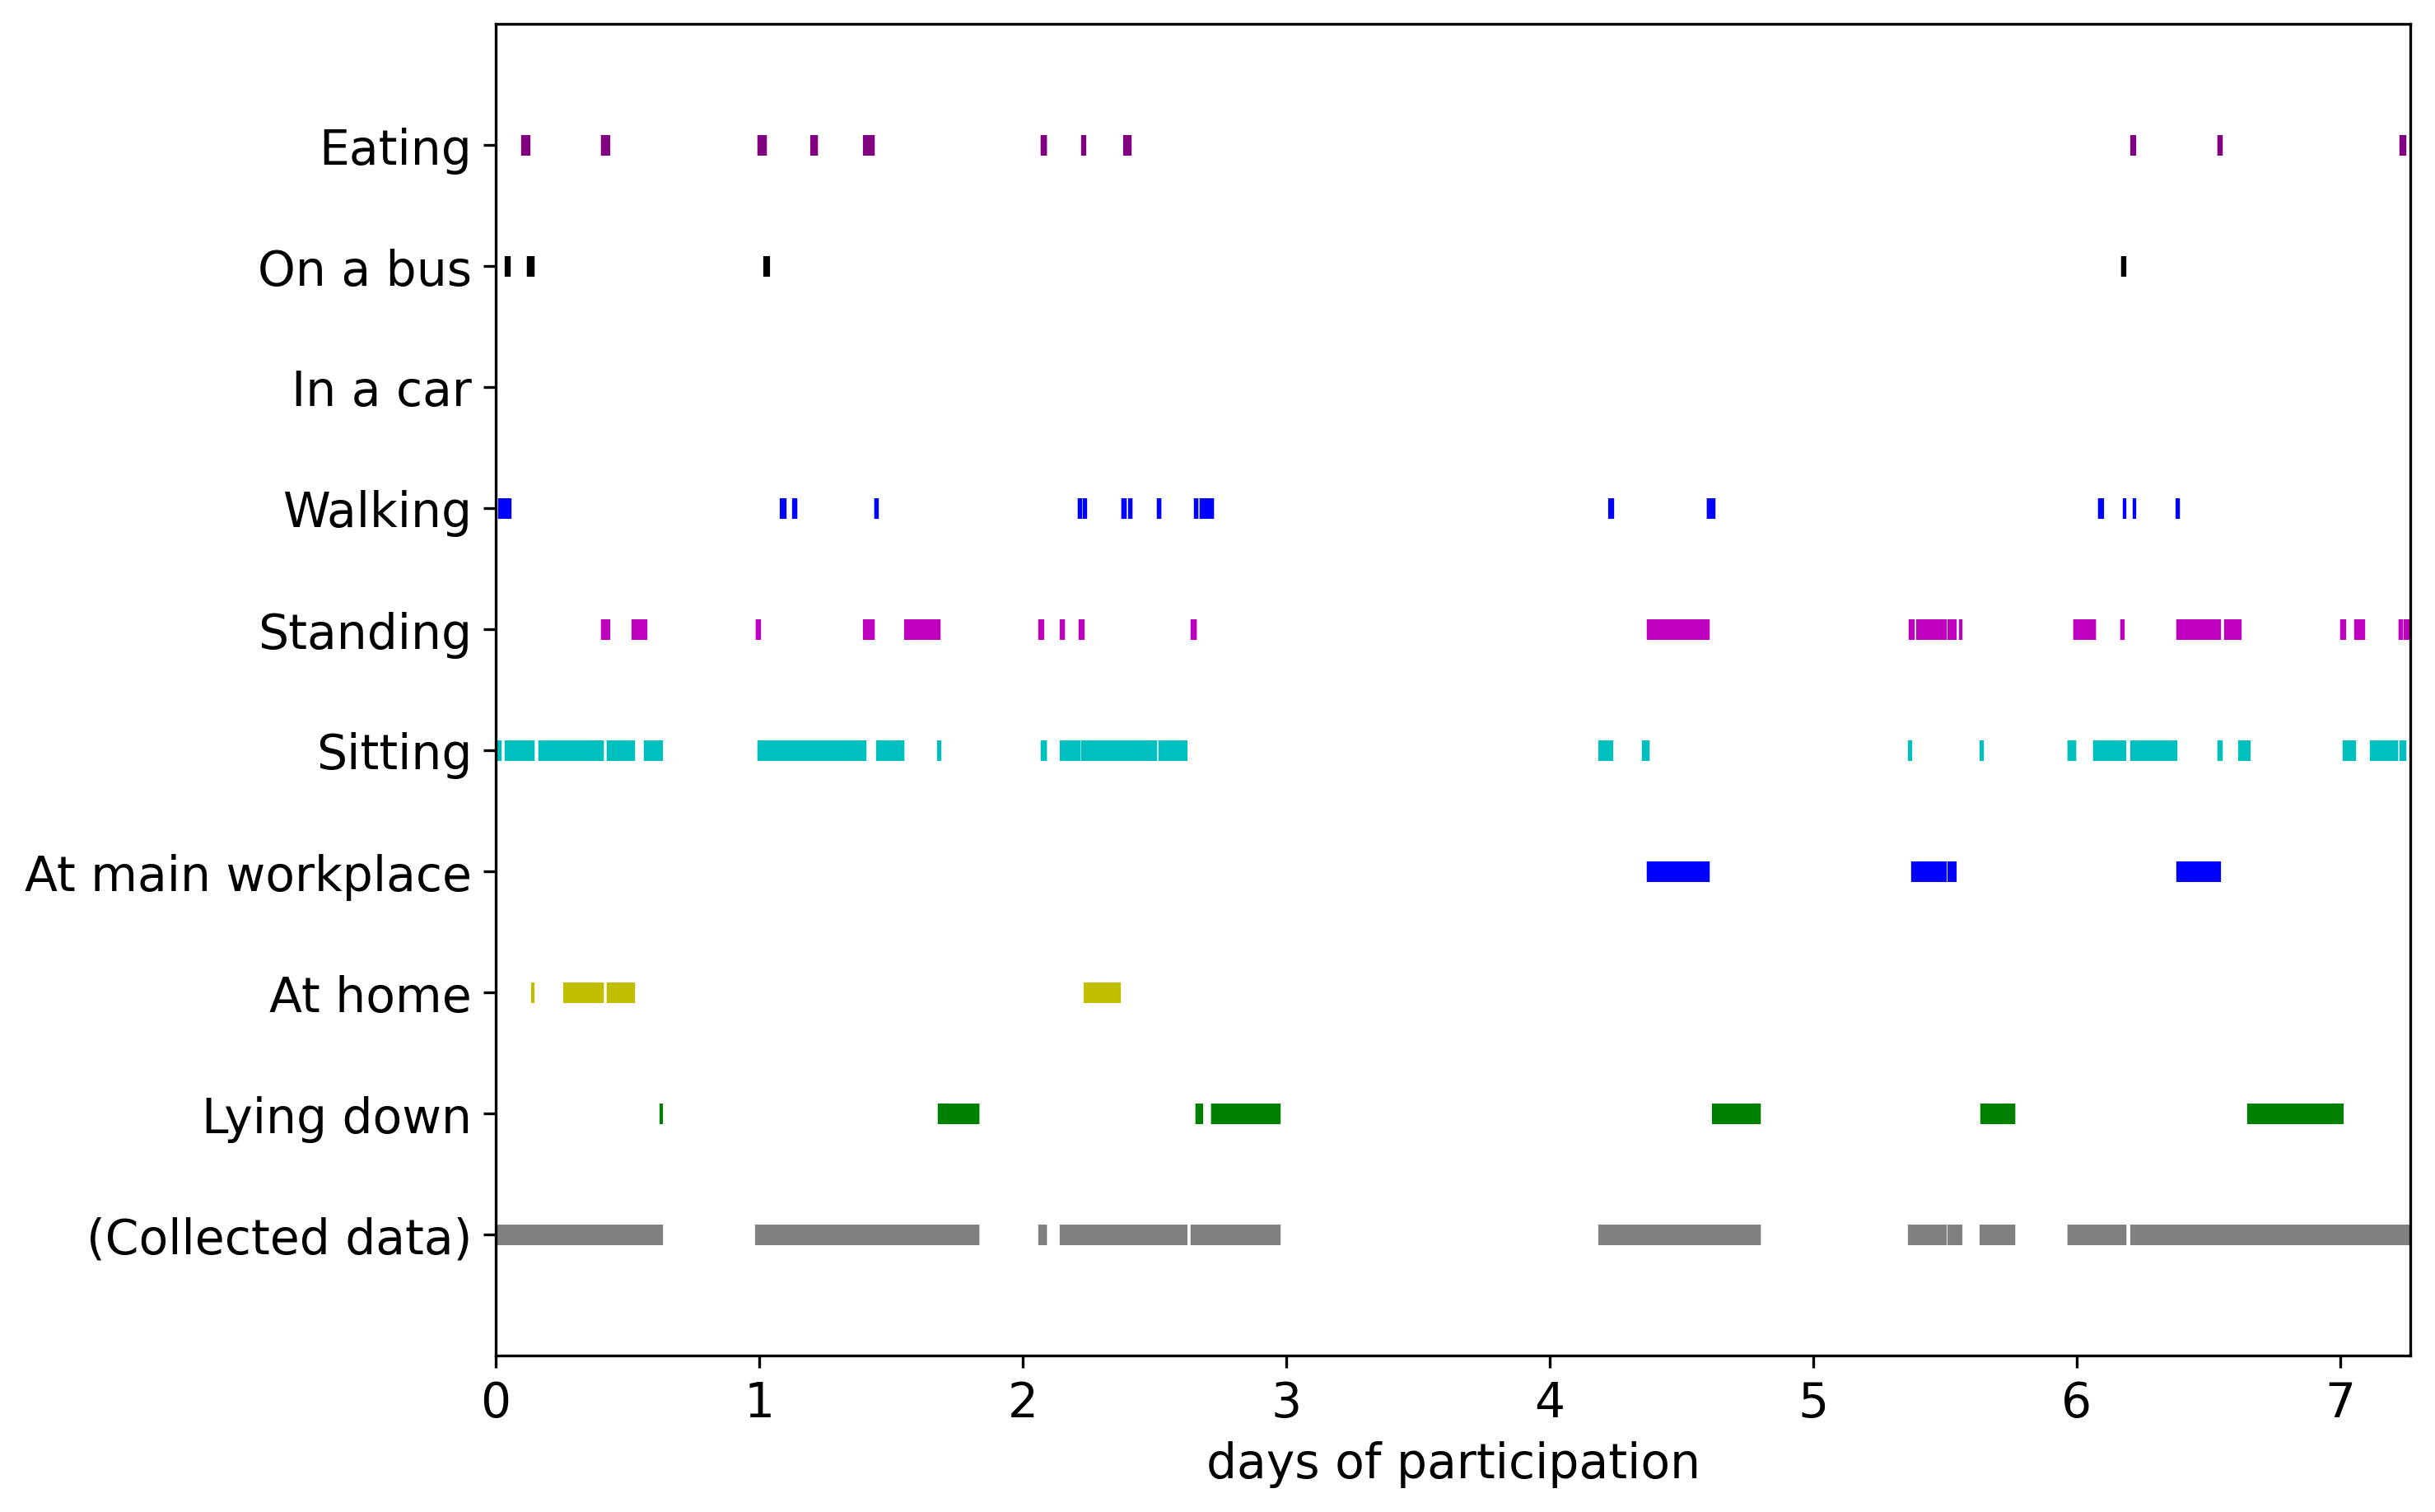 Eating
On a bus
In a car
Walking
Standing
Sitting
At main workplace
At home
Lying down
(Collected data)
0 1 2 3 4 5 6 7
days of participation